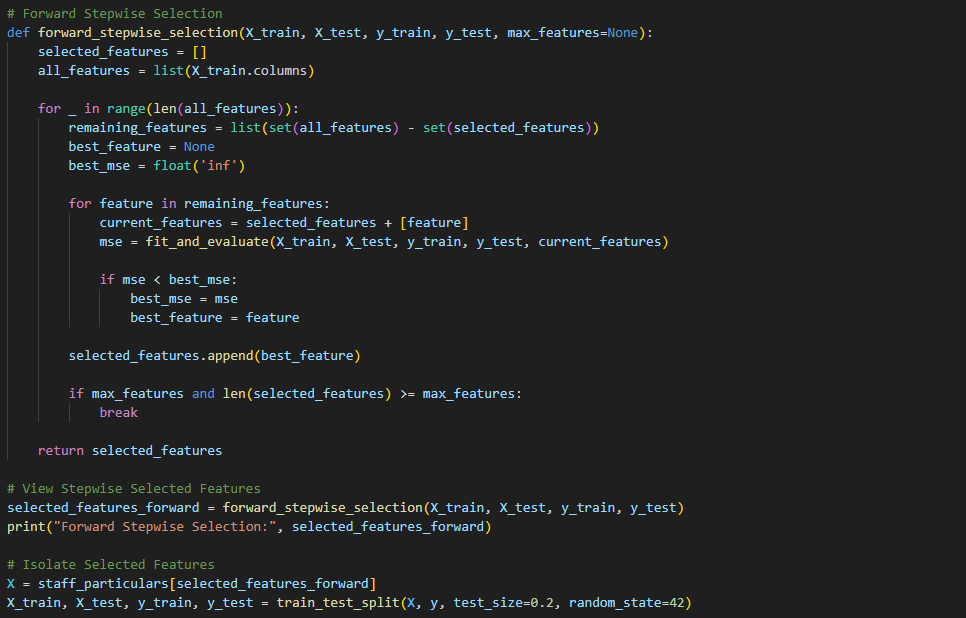 # Forward Stepwise Selection
def forward_stepwise_selection(X_train, X_test, y_train, y_test, max_features=None):
    selected_features = []
    all_features = list(X_train.columns)

    for _ in range(len(all_features)):
        remaining_features = list(set(all_features) - set(selected_features))
        best_feature = None
        best_mse = float('inf')

        for feature in remaining_features:
            current_features = selected_features + [feature]
            mse = fit_and_evaluate(X_train, X_test, y_train, y_test, current_features)

            if mse < best_mse:
                best_mse = mse
                best_feature = feature

        selected_features.append(best_feature)

        if max_features and len(selected_features) >= max_features:
            break

    return selected_features

# View Stepwise Selected Features
selected_features_forward = forward_stepwise_selection(X_train, X_test, y_train, y_test)
print("Forward Stepwise Selection:", selected_features_forward)

# Isolate Selected Features
X = staff_particulars[selected_features_forward]
X_train, X_test, y_train, y_test = train_test_split(X, y, test_size=0.2, random_state=42)